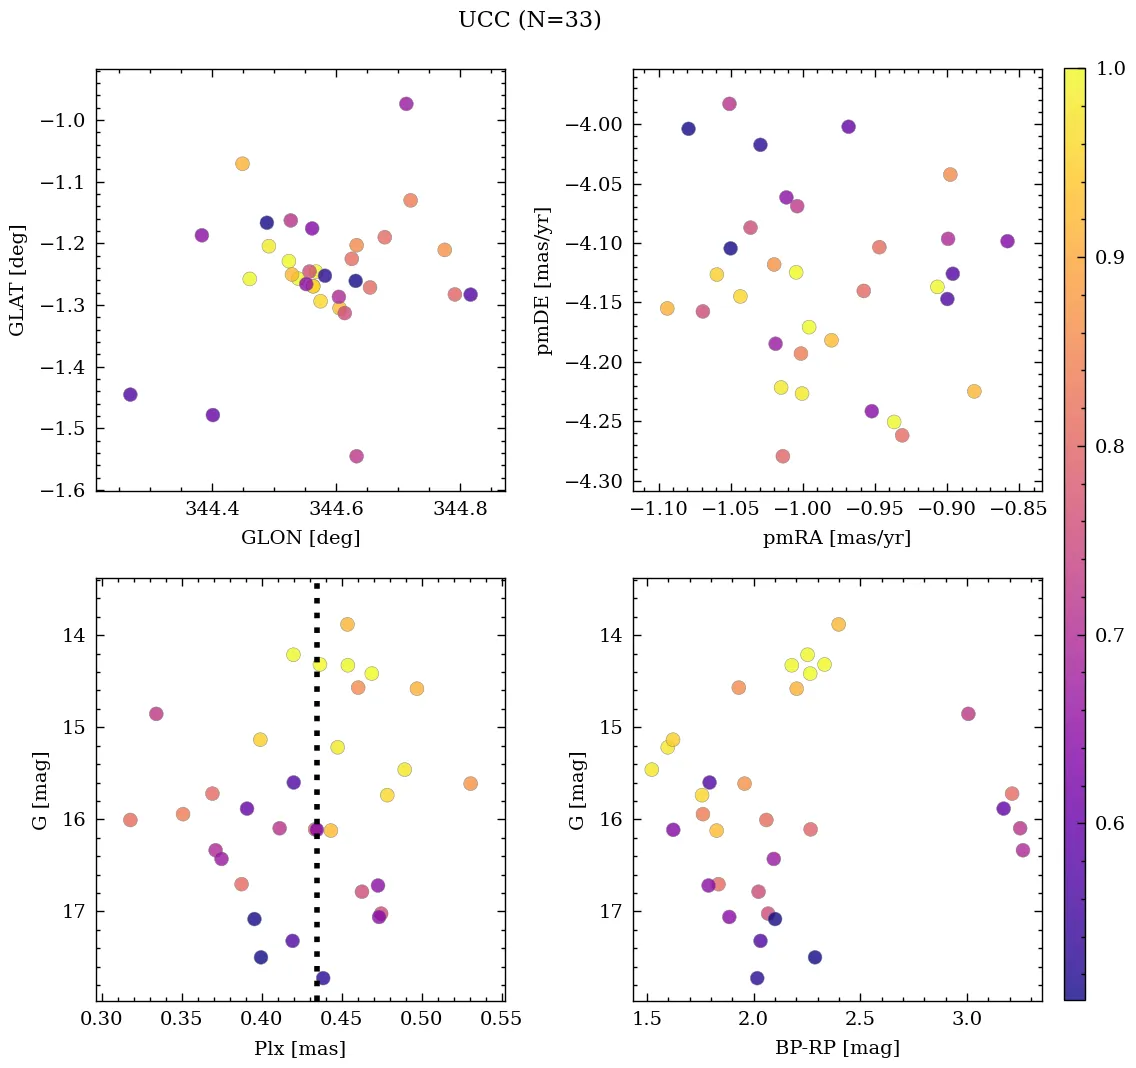 UCC (N=33)
−1.0
−1.1
−1.2
−1.3
−1.4
−1.5
−1.6
GLAT [deg]
344.4 344.6 344.8
GLON [deg]
−4.00
−4.05
−4.10
−4.15
−4.20
−4.25
−4.30
pmDE [mas/yr]
−1.10 −1.05 −1.00 −0.95 −0.90 −0.85
pmRA [mas/yr]
14
15
16
17
G [mag]
0.30 0.35 0.40 0.45 0.50 0.55
Plx [mas]
14
15
16
17
G [mag]
1.5 2.0 2.5 3.0
BP-RP [mag]
1.0
0.9
0.8
0.7
0.6